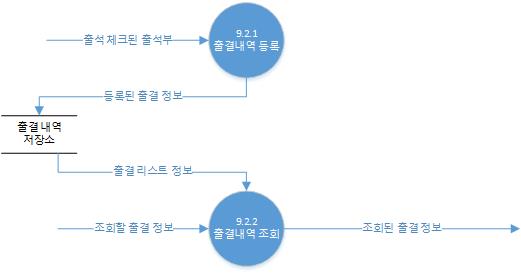 9.2.1
출석 체크된 출석부
출결내역 등록
등록된 출결 정보
출결 내역
저장소
출결 리스트 정보
9.2.2
조회할 출결 정보
출결내역 조회
조회된 출결 정보